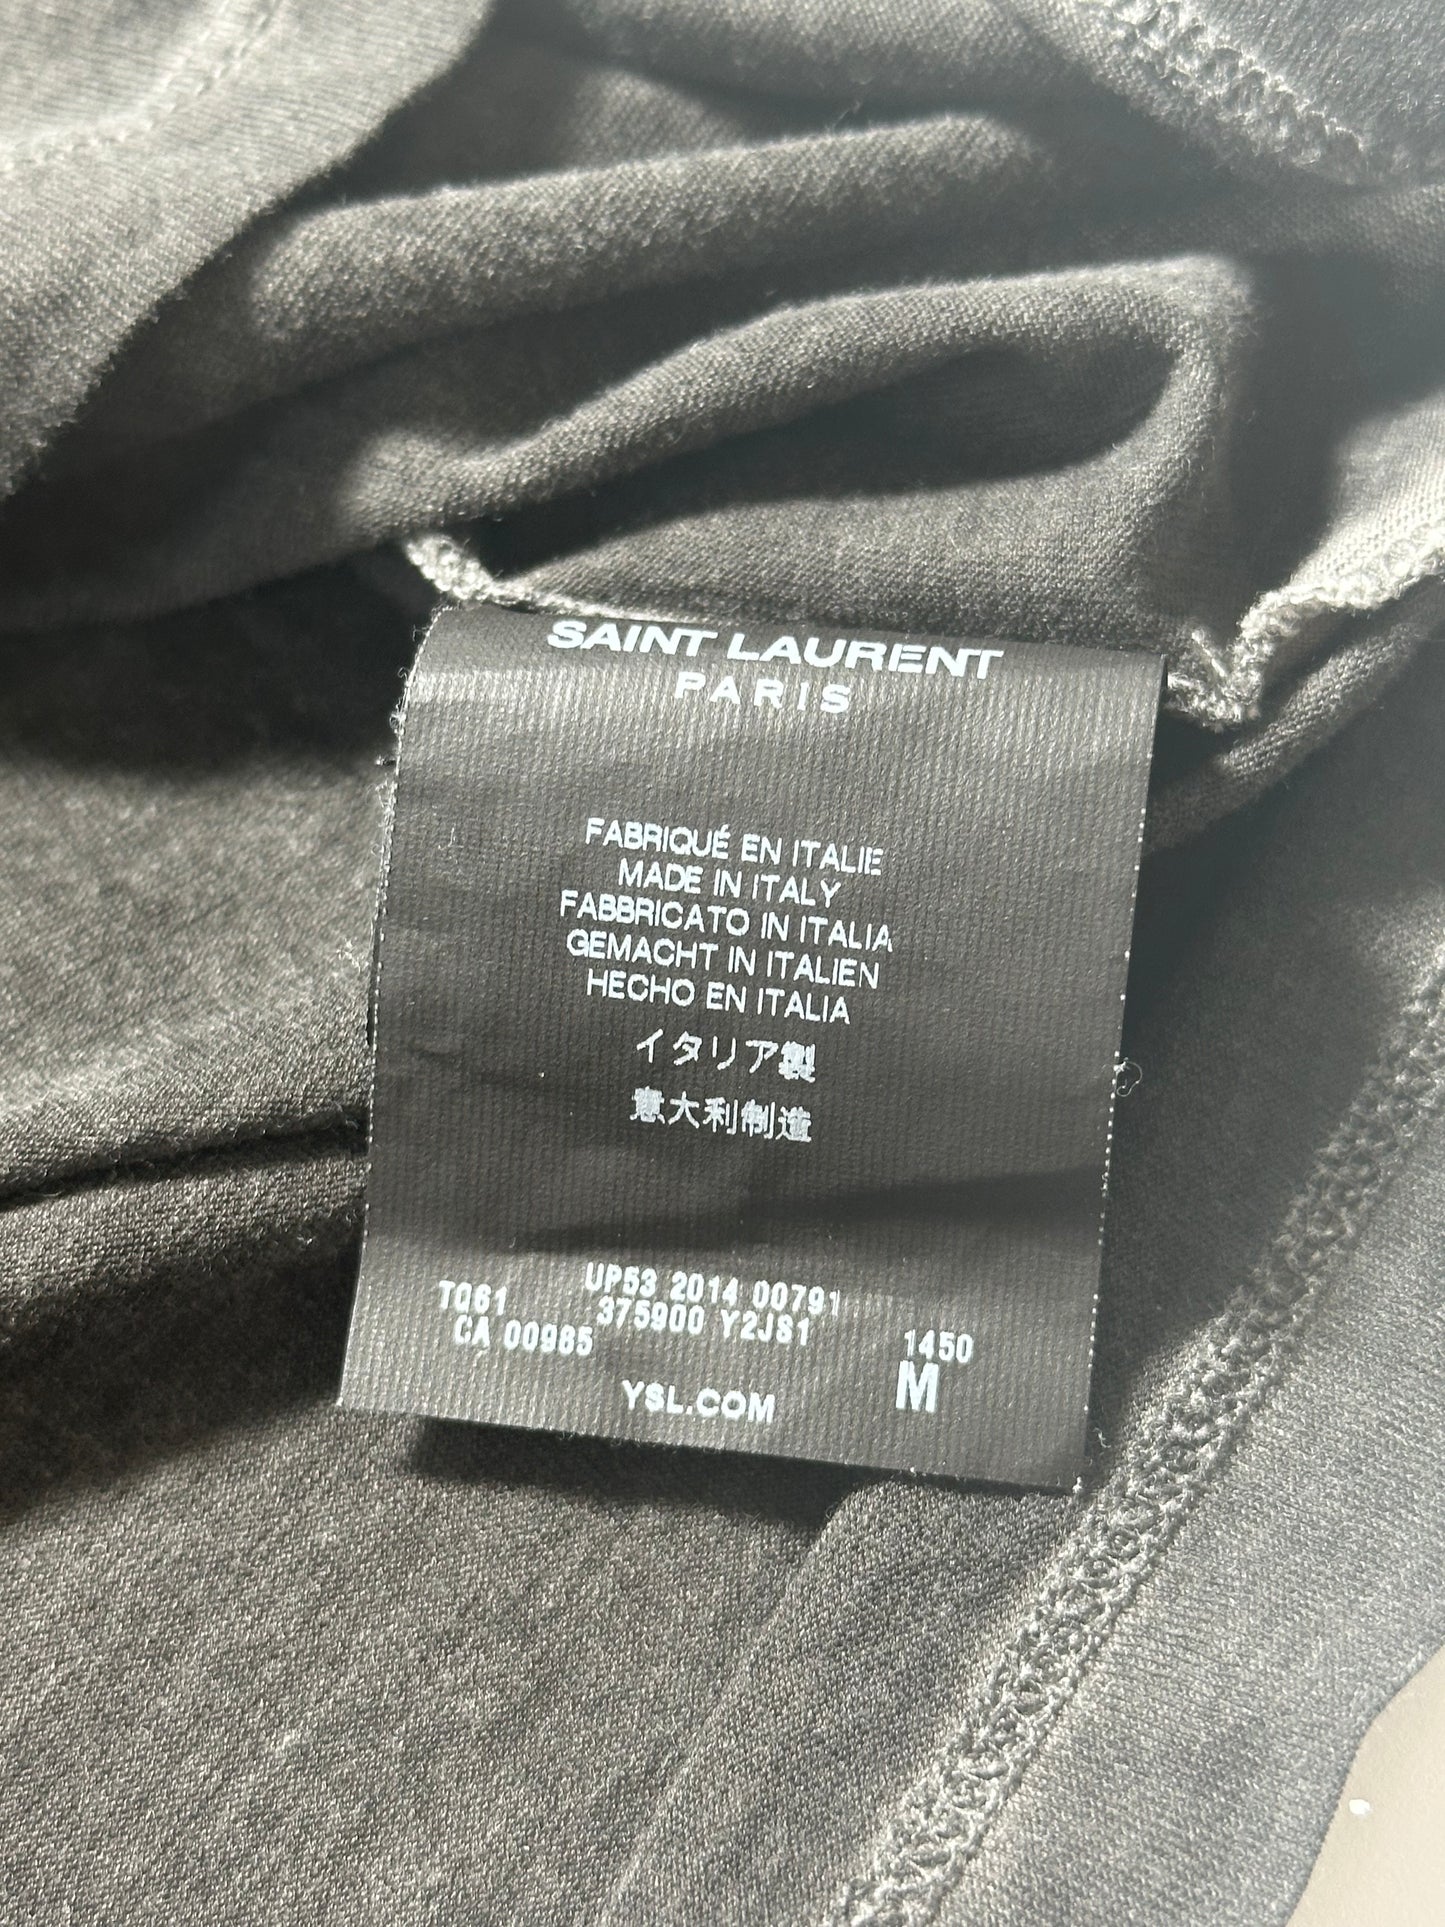 SAINT LAURENT
PARIS
FABRIQUÉ EN ITALIE
MADE IN ITALY
FABBRICATO IN ITALIA
GEMACHT IN ITALIEN
HECHO EN ITALIA
イタリア製
意大利制造
UP53 2014 00791
T061 375900 Y2JS1 1450
CA 00985 M
YSL.COM